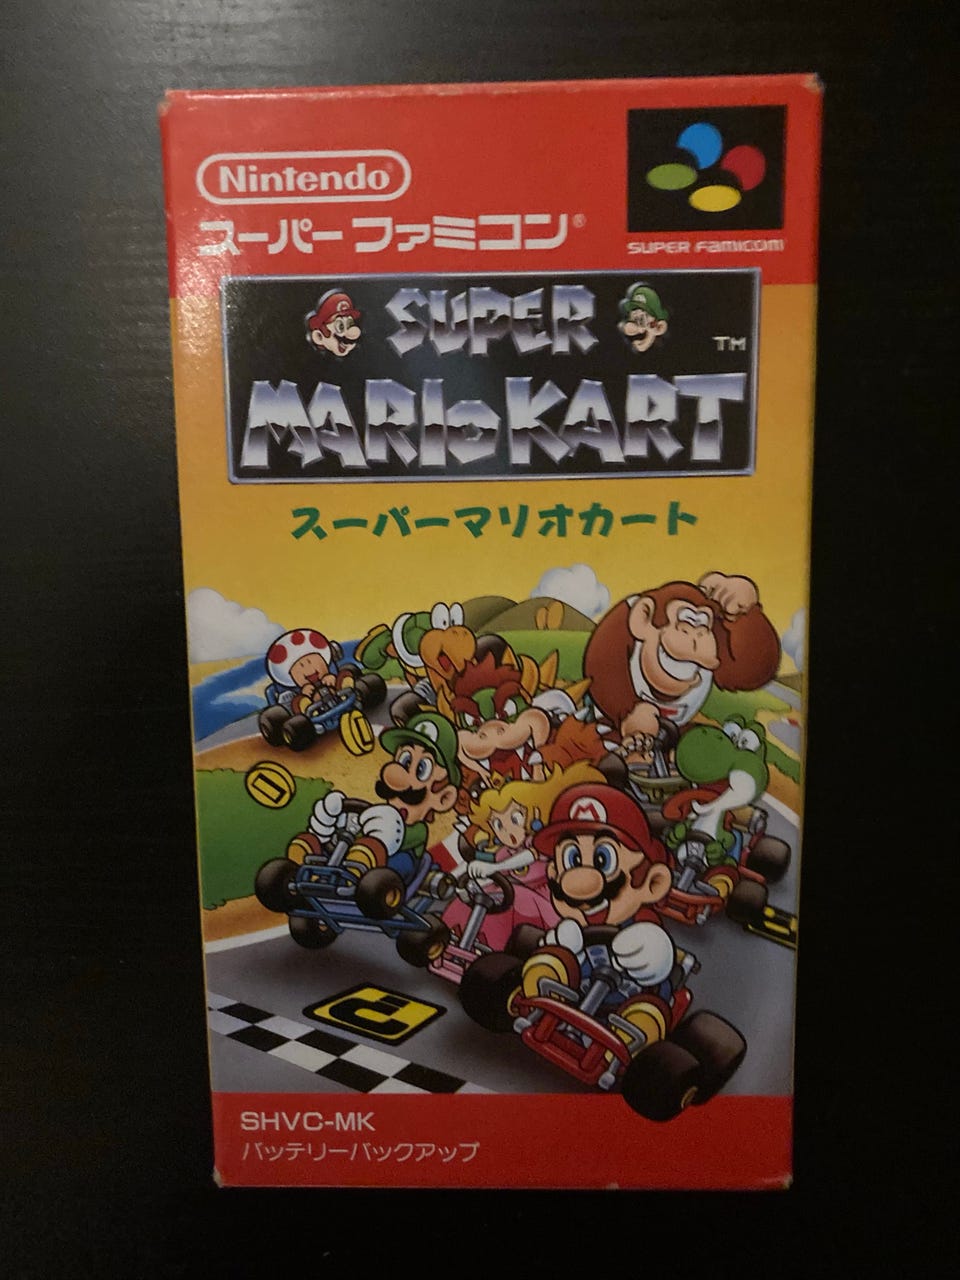 Nintendo®
スーパーファミコン®
SUPER FAMICOM
SUPER
MARIO KART
TM
スーパーマリオカート
M
SHVC-MK
バッテリーバックアップ